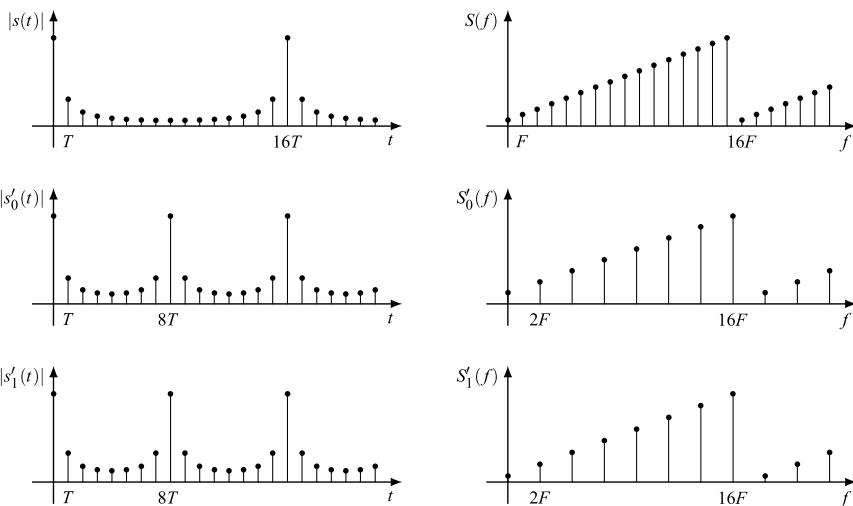 |s(t)|
T
16T
t
S(f)
F
16F
f
|s′₀(t)|
T
8T
t
S′₀(f)
2F
16F
f
|s′₁(t)|
T
8T
t
S′₁(f)
2F
16F
f